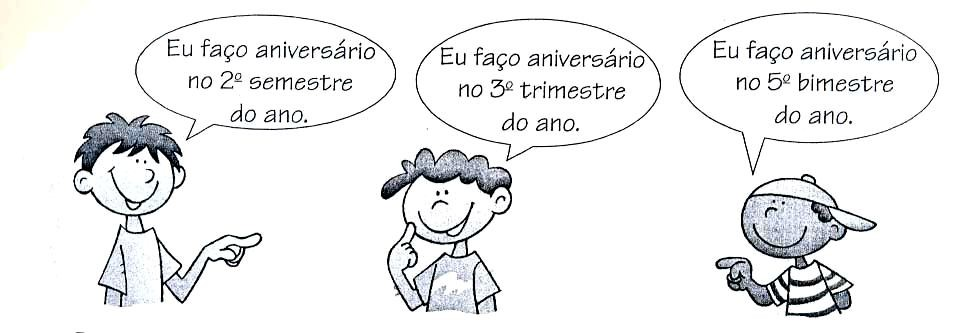 Eu faço aniversário
no 2º semestre
do ano.
Eu faço aniversário
no 3º trimestre
do ano.
Eu faço aniversário
no 5º bimestre
do ano.